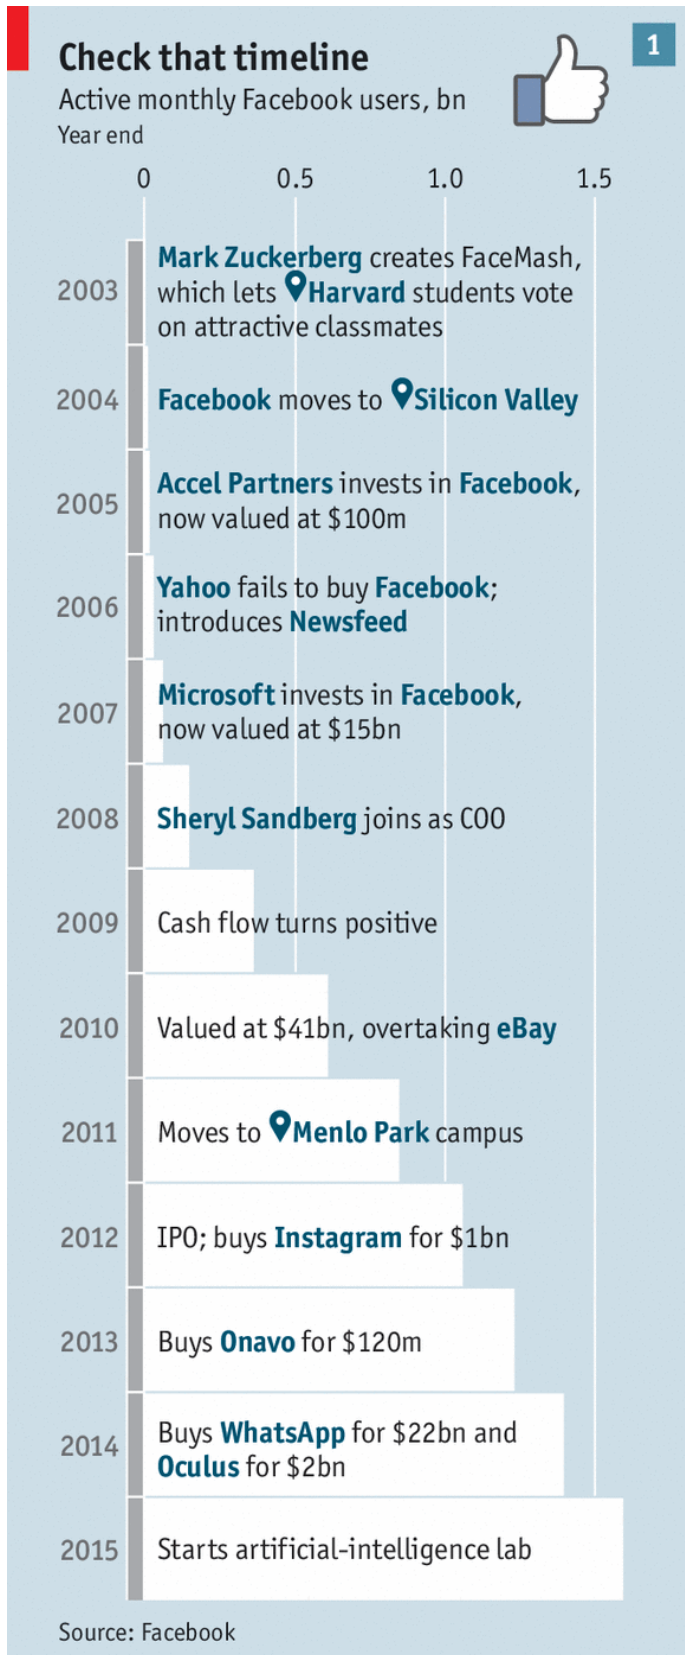 Check that timeline
1
Active monthly Facebook users, bn
Year end
0 0.5 1.0 1.5
2003
Mark Zuckerberg creates FaceMash,
which lets Harvard students vote
on attractive classmates
2004
Facebook moves to Silicon Valley
2005
Accel Partners invests in Facebook,
now valued at $100m
2006
Yahoo fails to buy Facebook;
introduces Newsfeed
2007
Microsoft invests in Facebook,
now valued at $15bn
2008
Sheryl Sandberg joins as COO
2009
Cash flow turns positive
2010
Valued at $41bn, overtaking eBay
2011
Moves to Menlo Park campus
2012
IPO; buys Instagram for $1bn
2013
Buys Onavo for $120m
2014
Buys WhatsApp for $22bn and
Oculus for $2bn
2015
Starts artificial-intelligence lab
Source: Facebook